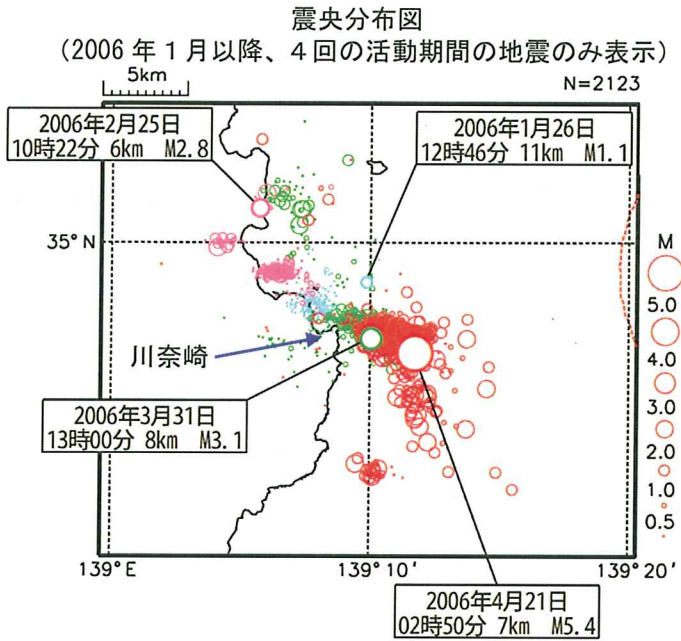 震央分布図
(2006年1月以降、4回の活動期間の地震のみ表示)
5km
N=2123
2006年2月25日
10時22分 6km M2.8
2006年1月26日
12時46分 11km M1.1
35°N
M
5.0
4.0
3.0
2.0
1.0
0.5
川奈崎
2006年3月31日
13時00分 8km M3.1
139°E
139°10'
139°20'
2006年4月21日
02時50分 7km M5.4